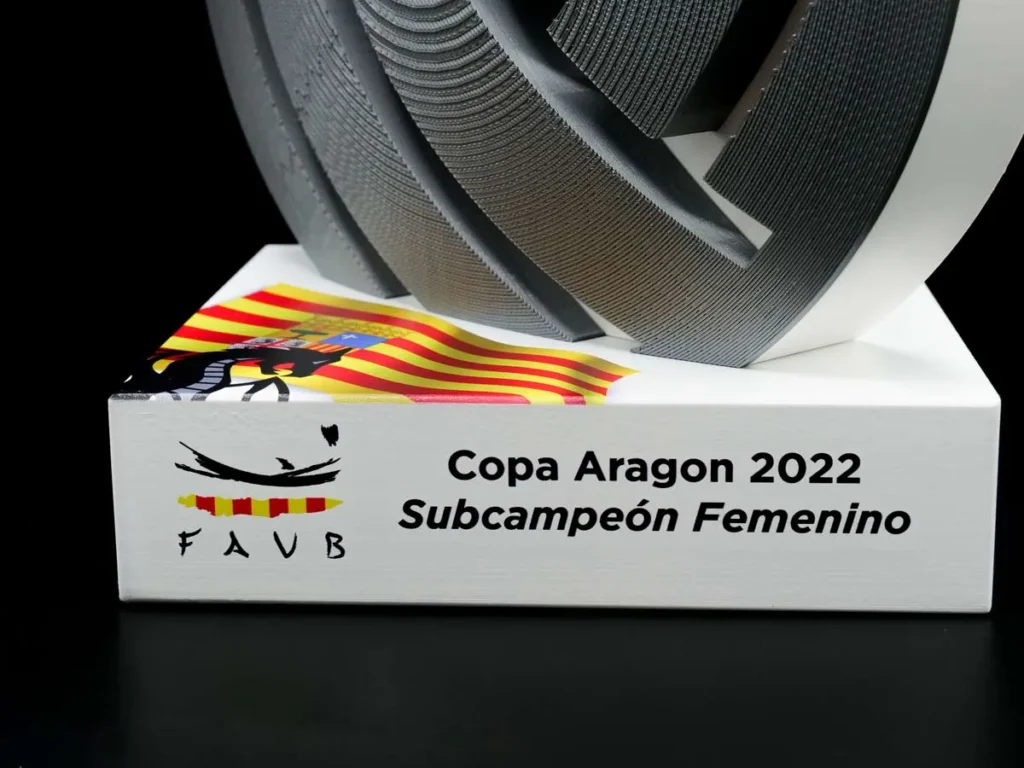 Copa Aragon 2022
Subcampeón Femenino
FAVB